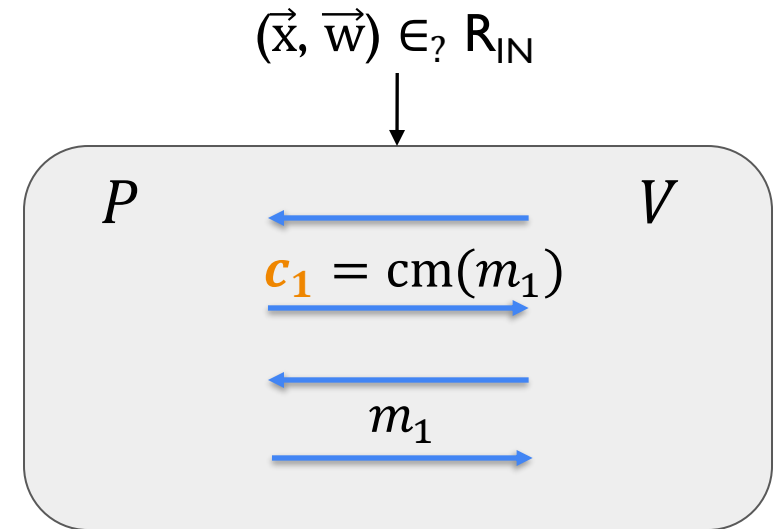 (x⃗, w⃗) ∈? R_IN
P V
c₁ = cm(m₁)
m₁